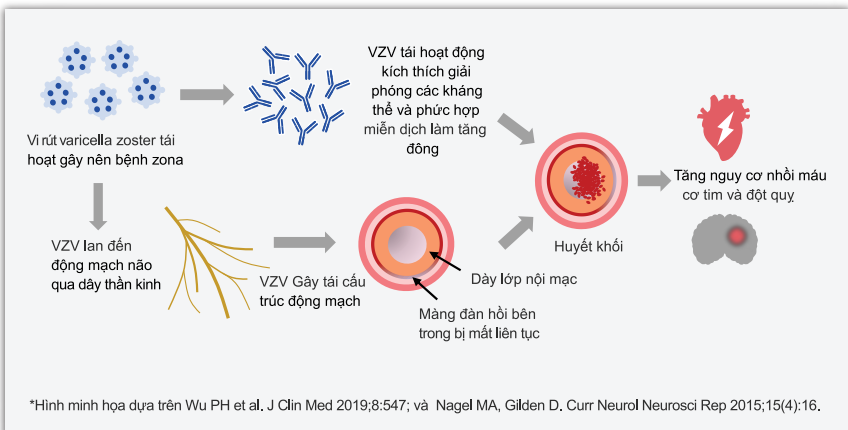 Vi rút varicella zoster tái
hoạt gây nên bệnh zona
VZV tái hoạt động
kích thích giải
phóng các kháng
thể và phức hợp
miễn dịch làm tăng
đông
VZV lan đến
động mạch não
qua dây thần kinh
VZV Gây tái cấu
trúc động mạch
Dày lớp nội mạc
Màng đàn hồi bên
trong bị mất liên tục
Huyết khối
Tăng nguy cơ nhồi máu
cơ tim và đột quỵ
*Hình minh họa dựa trên Wu PH et al. J Clin Med 2019;8:547; và Nagel MA, Gilden D. Curr Neurol Neurosci Rep 2015;15(4):16.